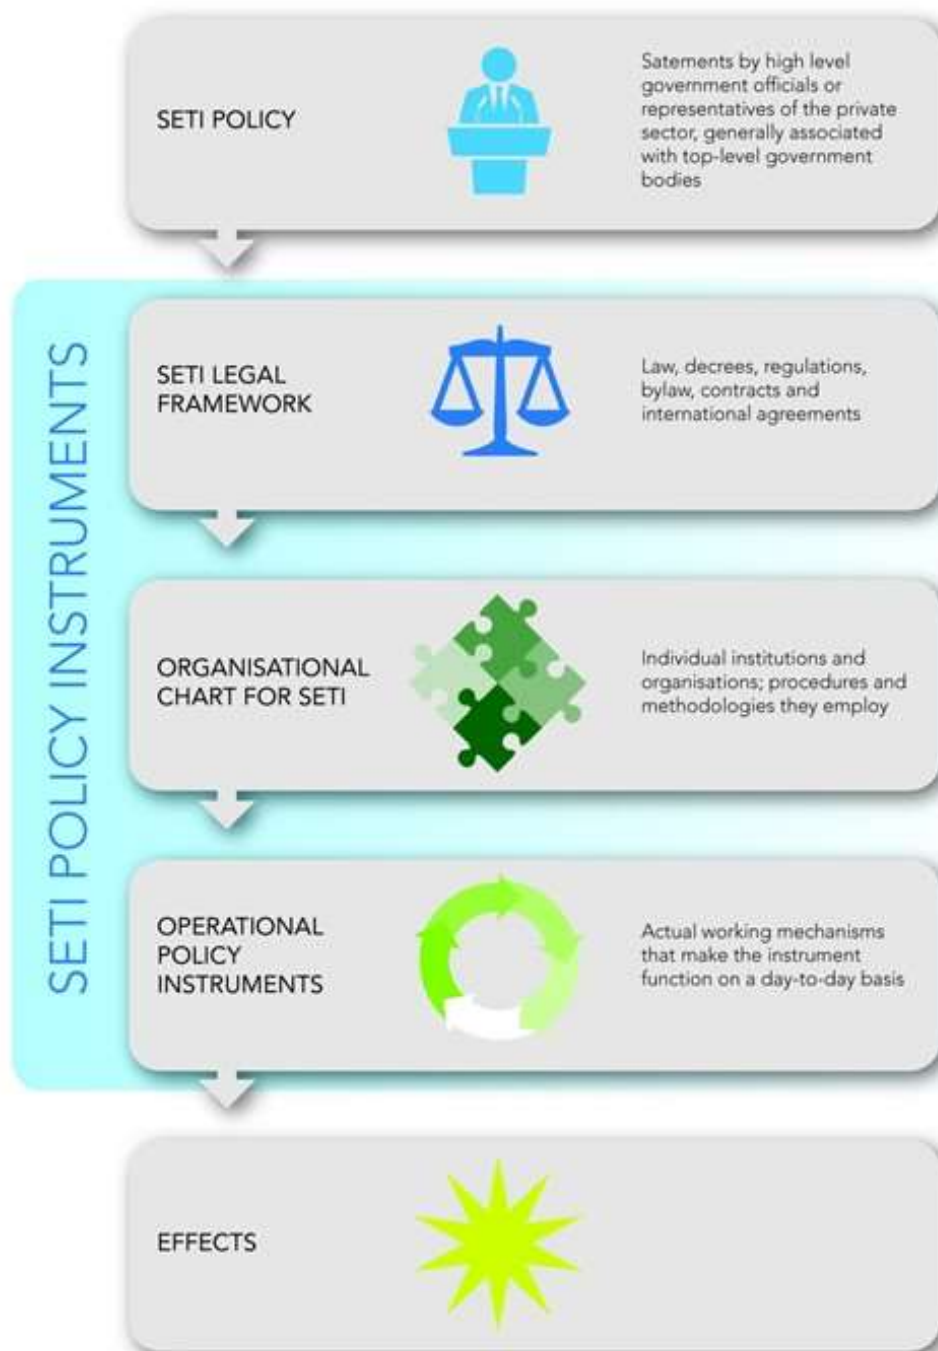 SETI POLICY
Satements by high level
government officials or
representatives of the private
sector, generally associated
with top-level government
bodies
SETI POLICY INSTRUMENTS
SETI LEGAL
FRAMEWORK
Law, decrees, regulations,
bylaw, contracts and
international agreements
ORGANISATIONAL
CHART FOR SETI
Individual institutions and
organisations; procedures and
methodologies they employ
OPERATIONAL
POLICY
INSTRUMENTS
Actual working mechanisms
that make the instrument
function on a day-to-day basis
EFFECTS